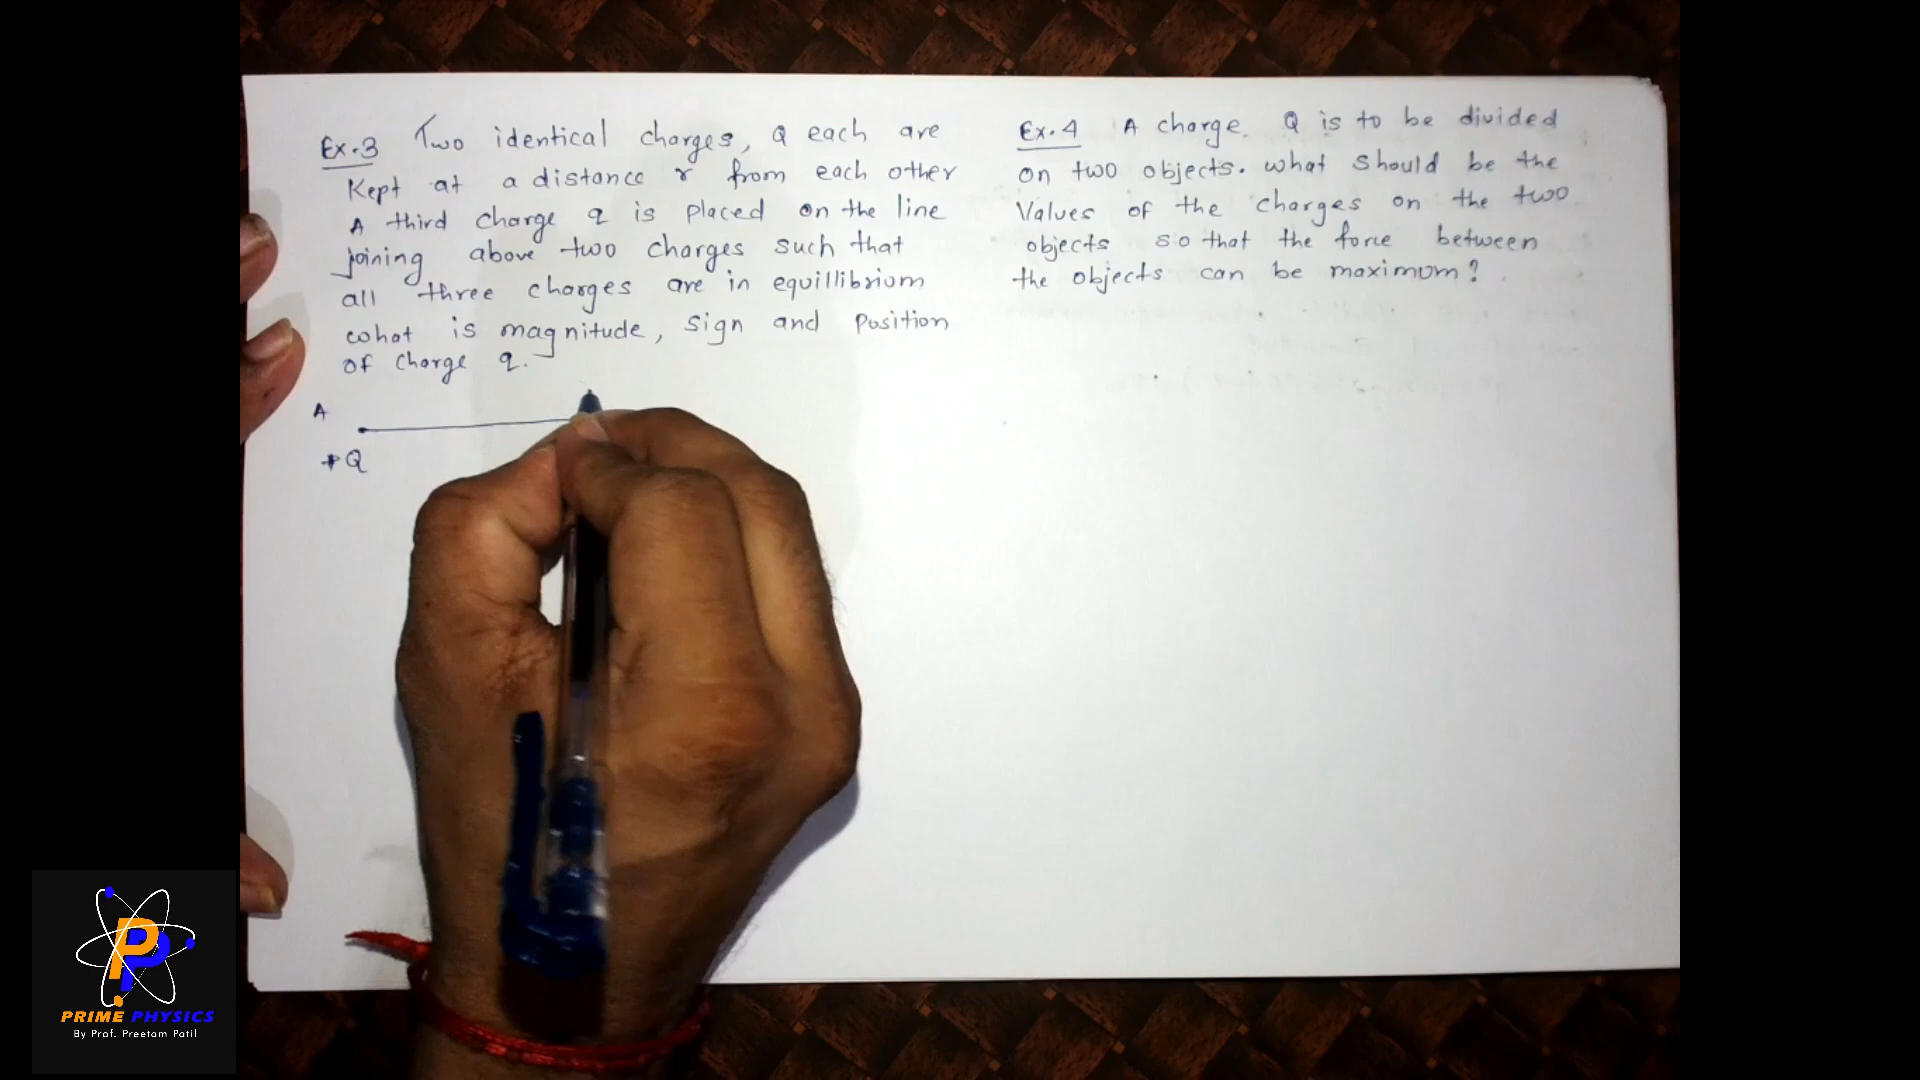 Ex.3 Two identical charges, Q each are
Kept at a distance r from each other
A third charge q is placed on the line
joining above two charges such that
all three charges are in equillibrium
what is magnitude, sign and position
of charge q.
A
+Q
Ex.4 A charge Q is to be divided
on two objects. what should be the
Values of the charges on the two
objects so that the force between
the objects can be maximum?
PRIME PHYSICS
By Prof. Preetam Patil